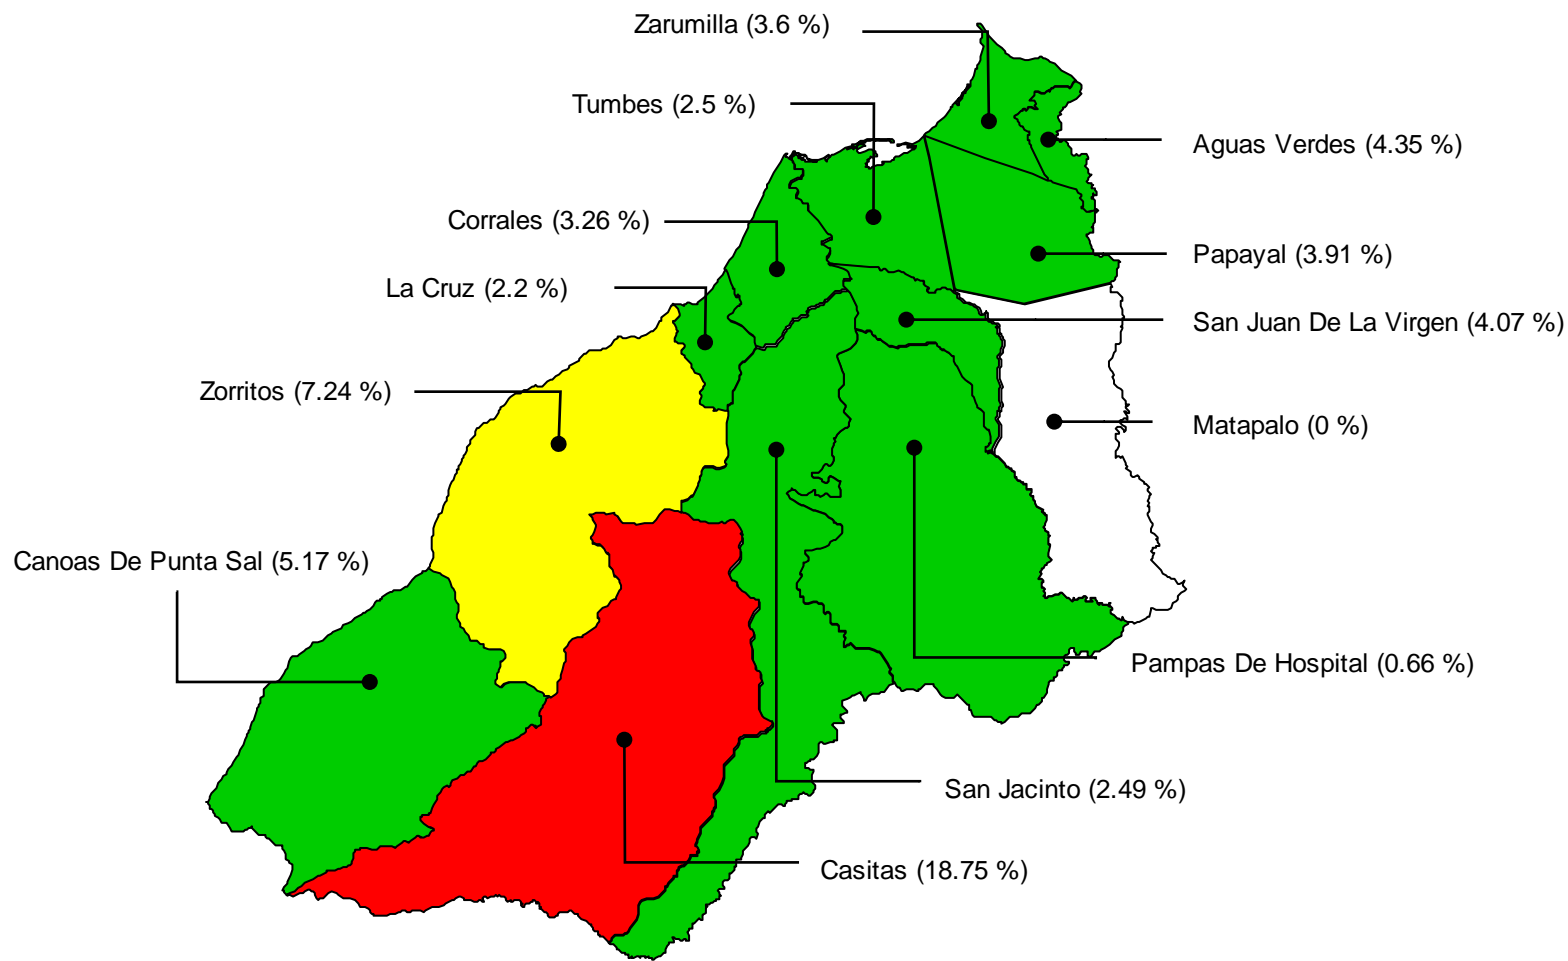 Zarumilla (3.6 %)
Tumbes (2.5 %)
Aguas Verdes (4.35 %)
Corrales (3.26 %)
Papayal (3.91 %)
La Cruz (2.2 %)
San Juan De La Virgen (4.07 %)
Zorritos (7.24 %)
Matapalo (0 %)
Canoas De Punta Sal (5.17 %)
Pampas De Hospital (0.66 %)
San Jacinto (2.49 %)
Casitas (18.75 %)